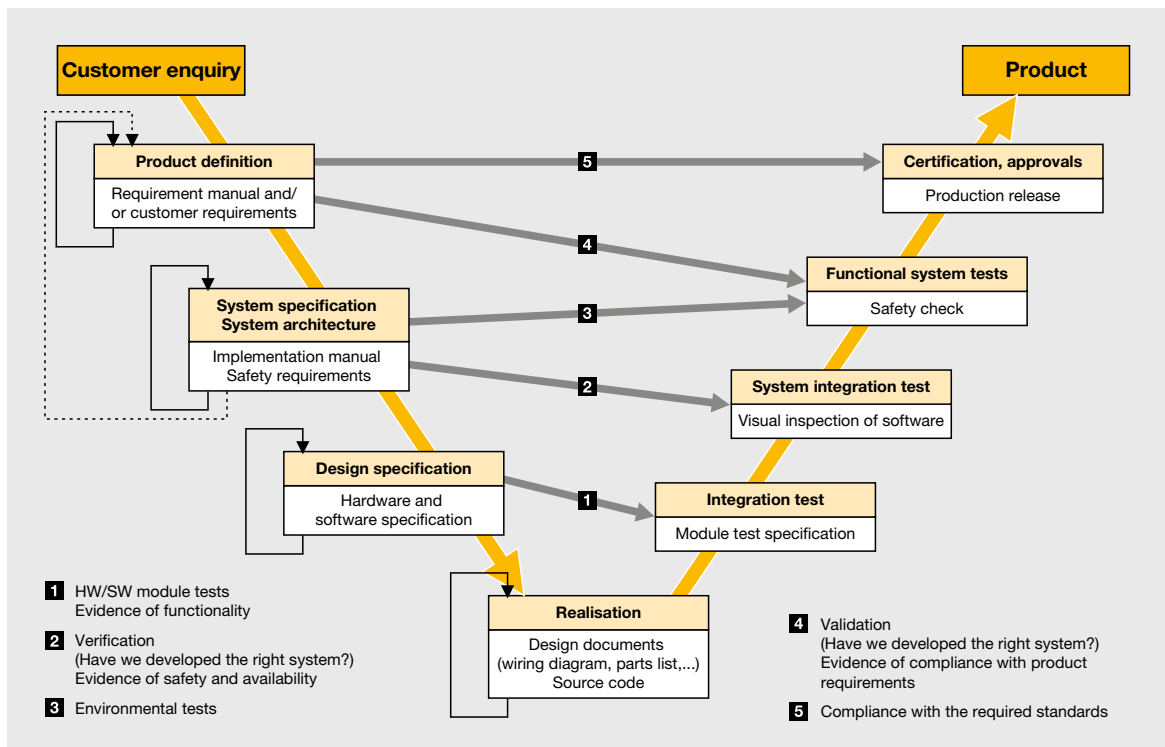 Customer enquiry
Product
Product definition
Requirement manual and/
or customer requirements
5
Certification, approvals
Production release
4
Functional system tests
Safety check
System specification
System architecture
Implementation manual
Safety requirements
3
2
System integration test
Visual inspection of software
Design specification
Hardware and
software specification
1
Integration test
Module test specification
Realisation
Design documents
(wiring diagram, parts list,...)
Source code
1 HW/SW module tests
Evidence of functionality
2 Verification
(Have we developed the right system?)
Evidence of safety and availability
3 Environmental tests
4 Validation
(Have we developed the right system?)
Evidence of compliance with product
requirements
5 Compliance with the required standards